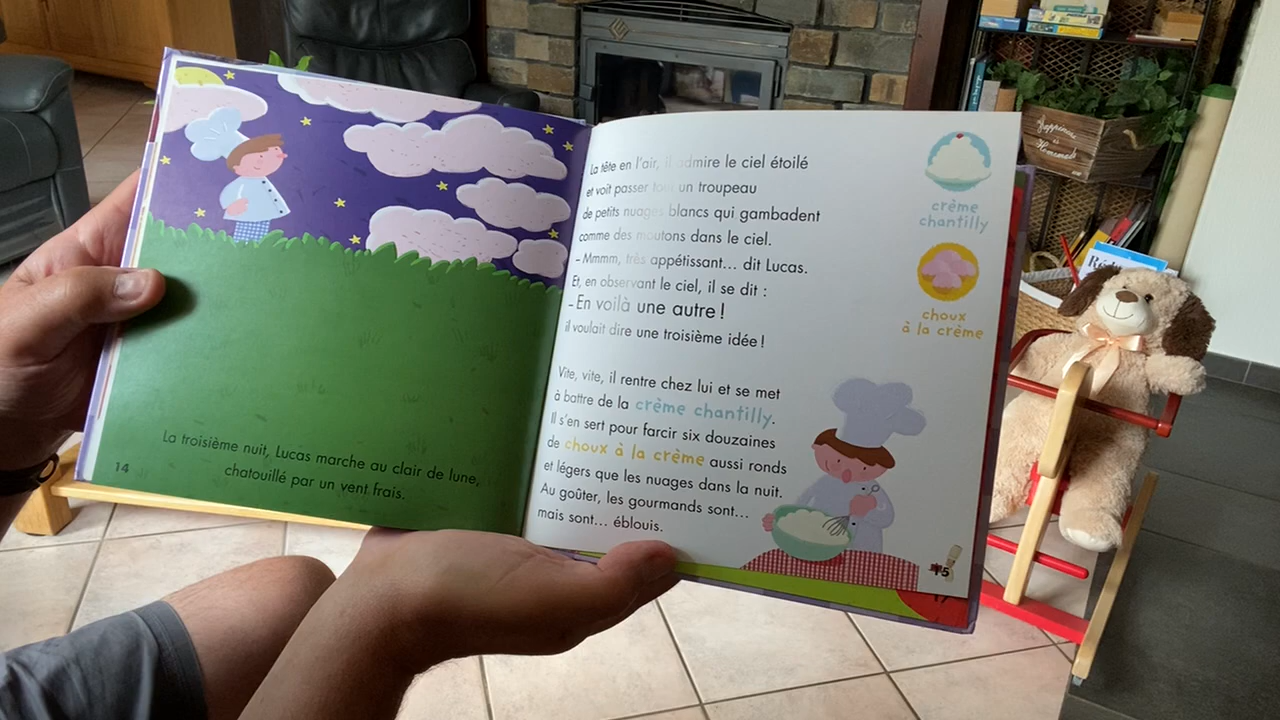 La troisième nuit, Lucas marche au clair de lune,
chatouillé par un vent frais.
14
La tête en l'air, il admire le ciel étoilé
et voit passer tout un troupeau
de petits nuages blancs qui gambadent
comme des moutons dans le ciel.
– Mmmm, très appétissant... dit Lucas.
Et, en observant le ciel, il se dit :
– En voilà une autre !
il voulait dire une troisième idée !
Vite, vite, il rentre chez lui et se met
à battre de la crème chantilly.
Il s'en sert pour farcir six douzaines
de choux à la crème aussi ronds
et légers que les nuages dans la nuit.
Au goûter, les gourmands sont...
mais sont... éblouis.
crème
chantilly
choux
à la crème
15
17
Happiness
is
Homemade